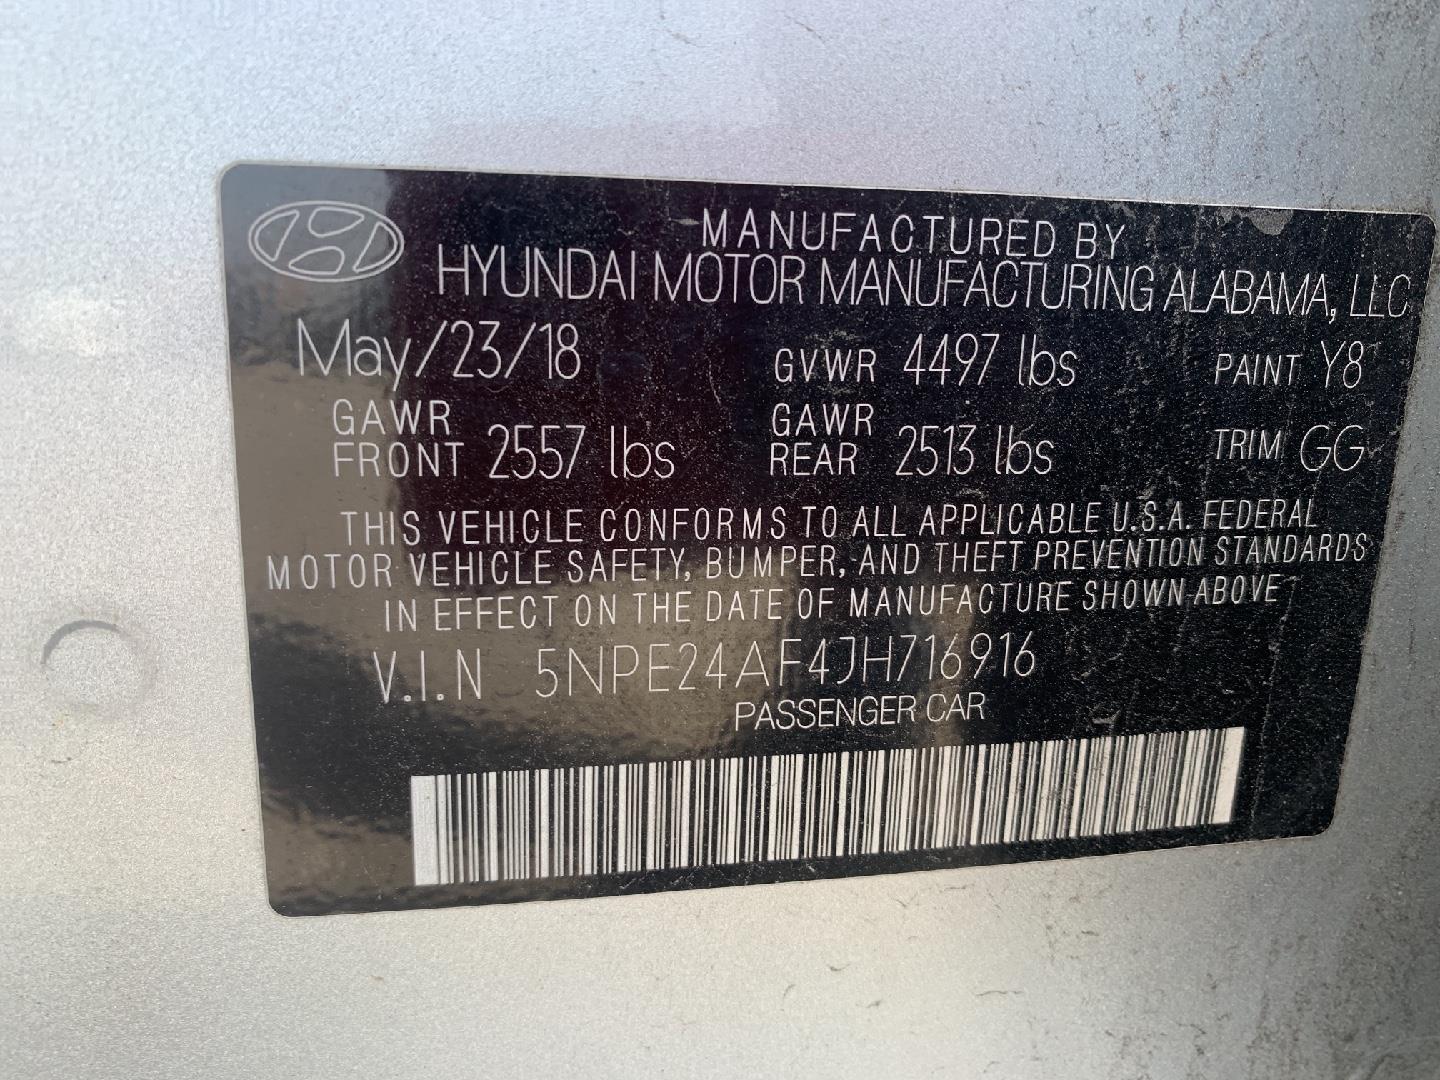 MANUFACTURED BY
HYUNDAI MOTOR MANUFACTURING ALABAMA, LLC
May/23/18 GVWR 4497 lbs PAINT Y8
GAWR FRONT 2557 lbs GAWR REAR 2513 lbs TRIM GG
THIS VEHICLE CONFORMS TO ALL APPLICABLE U.S.A. FEDERAL
MOTOR VEHICLE SAFETY, BUMPER, AND THEFT PREVENTION STANDARDS
IN EFFECT ON THE DATE OF MANUFACTURE SHOWN ABOVE
V.I.N 5NPE24AF4JH716916
PASSENGER CAR